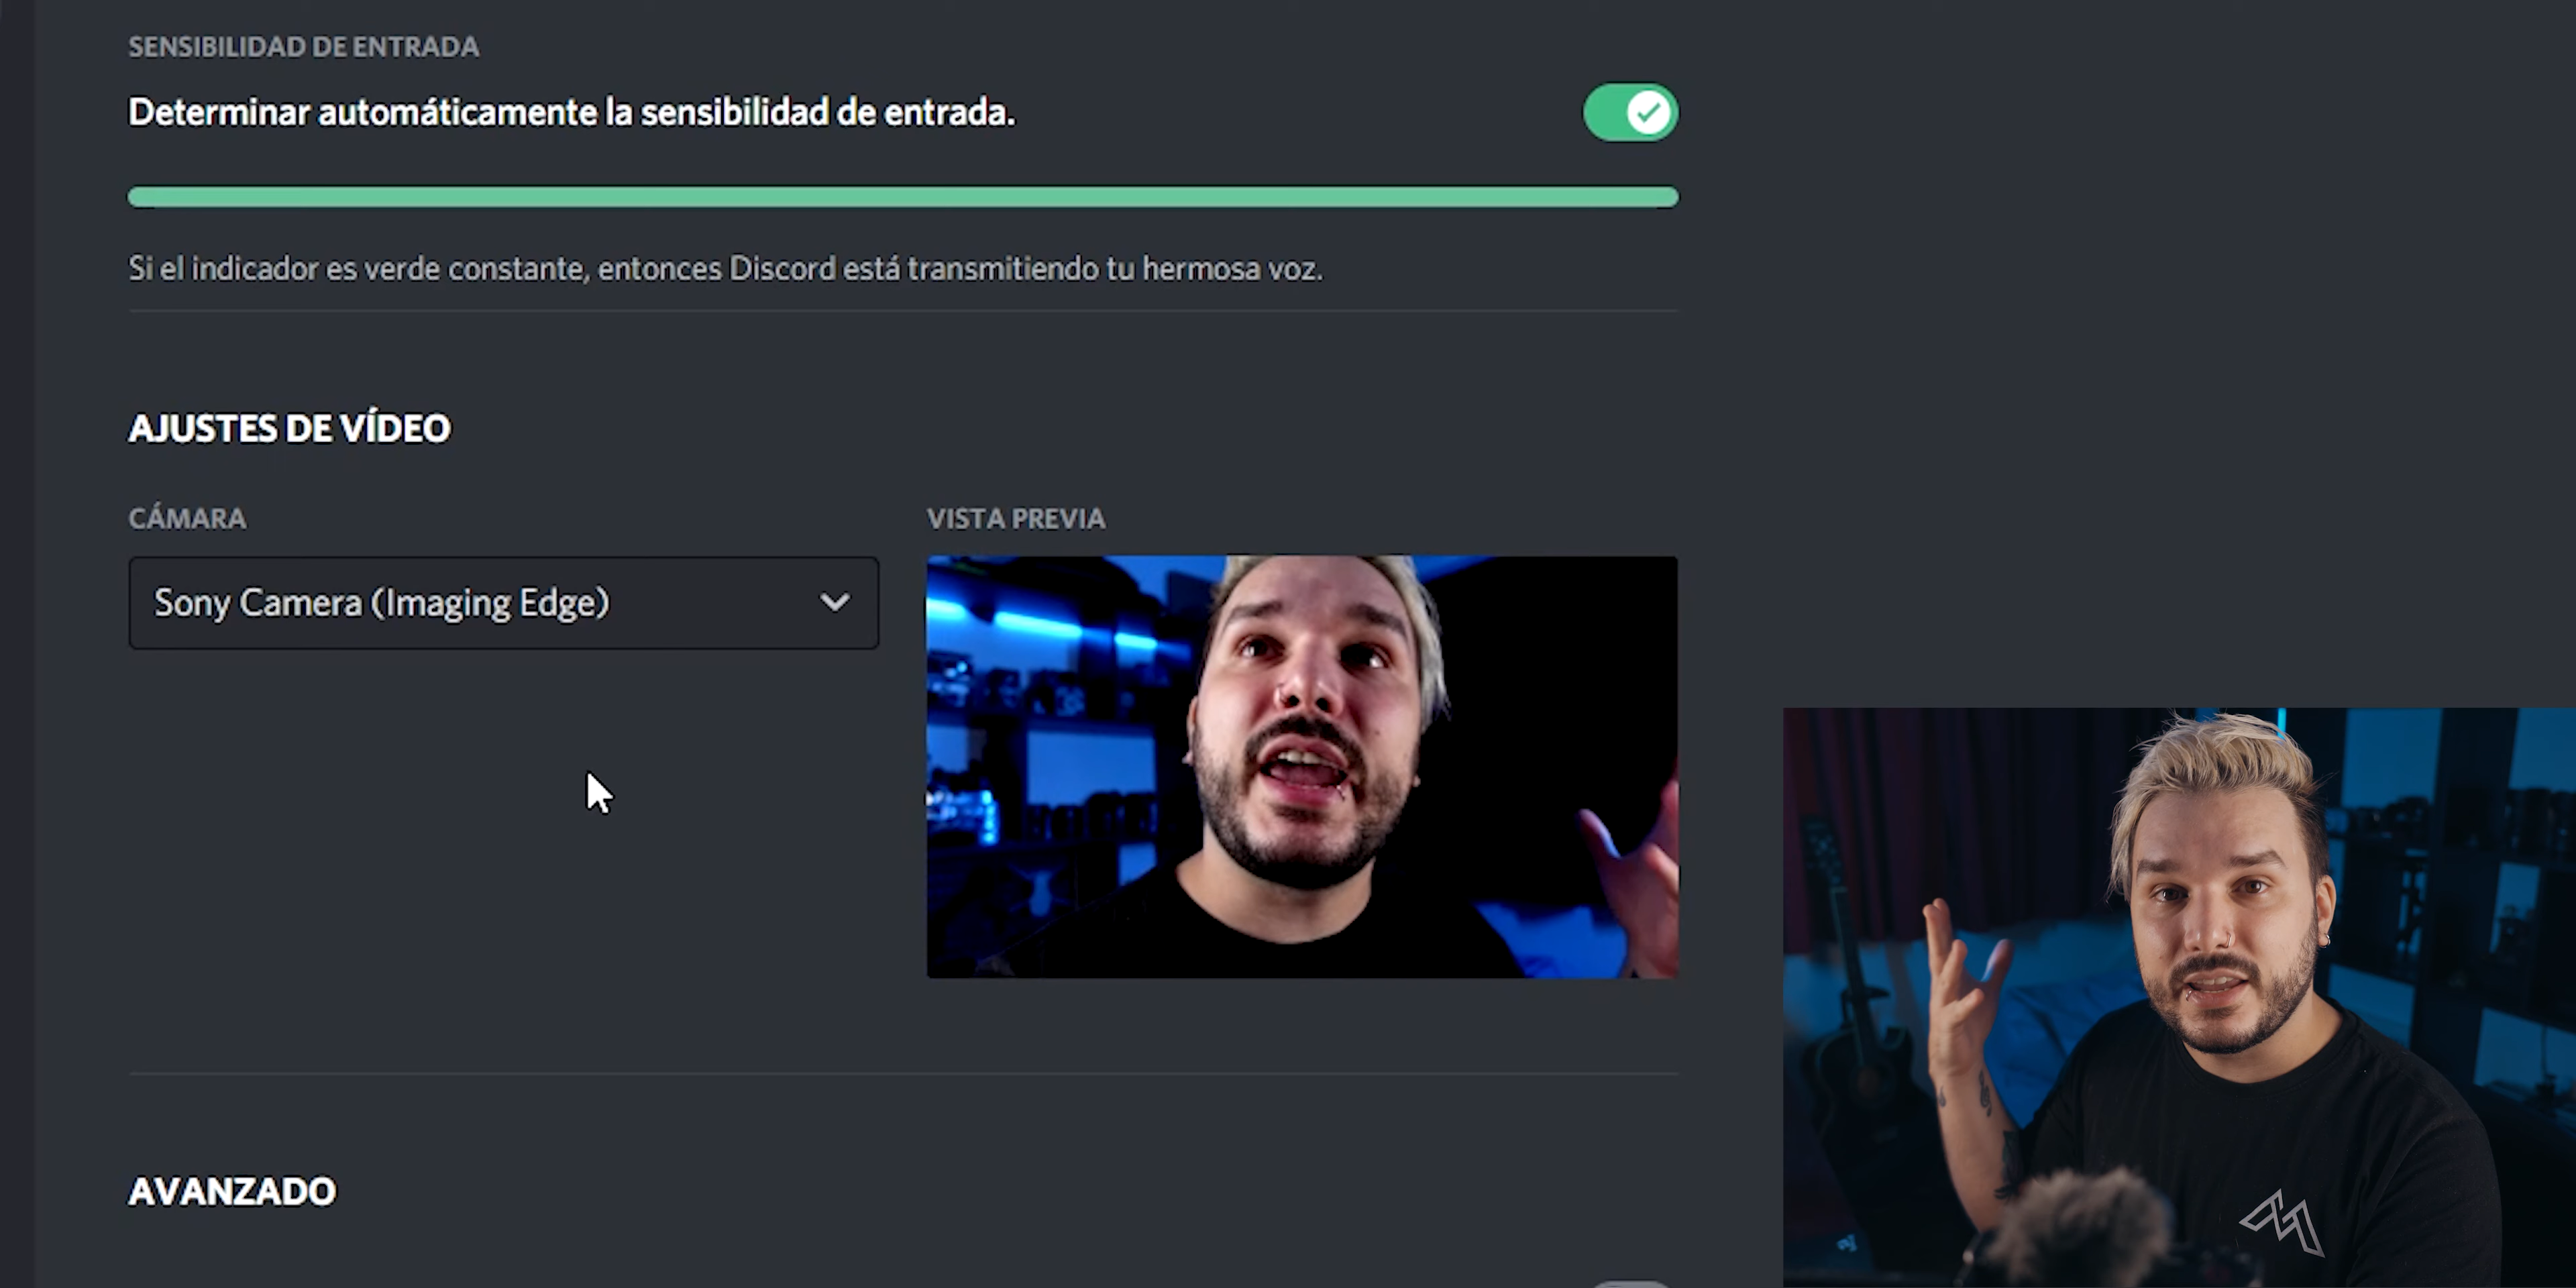 SENSIBILIDAD DE ENTRADA
Determinar automáticamente la sensibilidad de entrada.
Si el indicador es verde constante, entonces Discord está transmitiendo tu hermosa voz.
AJUSTES DE VÍDEO
CÁMARA
VISTA PREVIA
Sony Camera (Imaging Edge)
AVANZADO